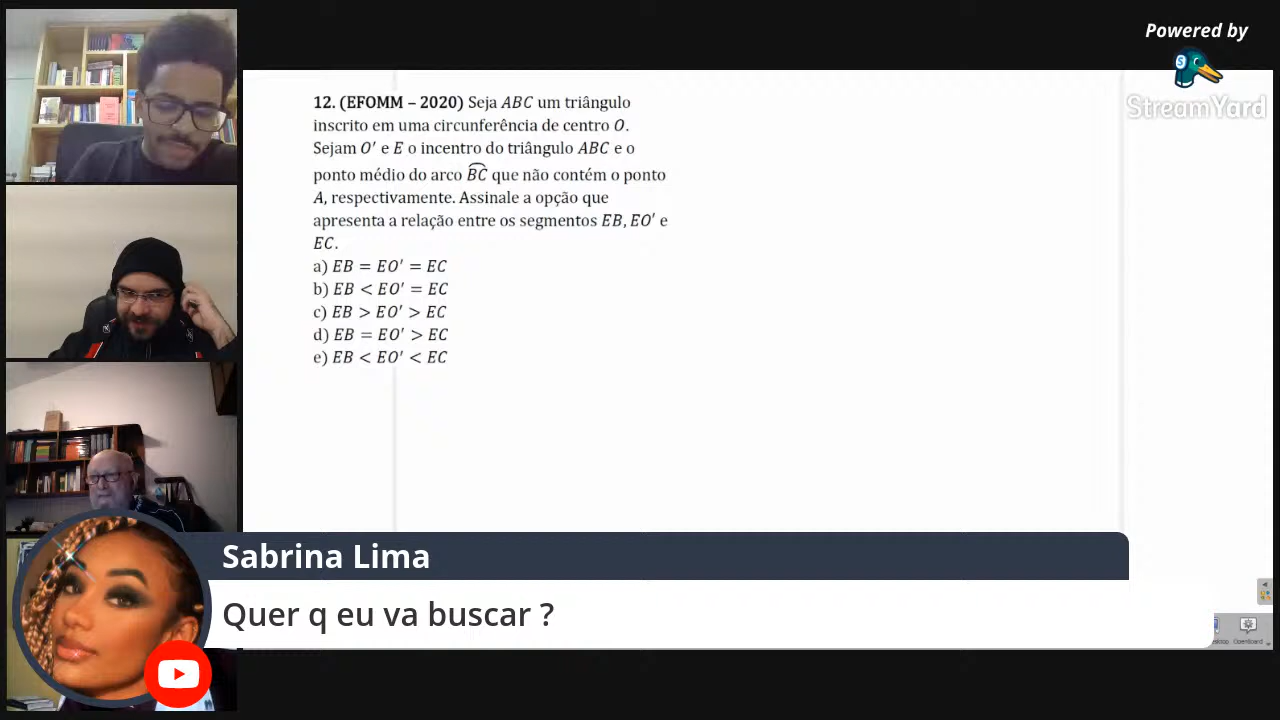 Powered by
S
StreamYard
12. (EFOMM – 2020) Seja ABC um triângulo
inscrito em uma circunferência de centro O.
Sejam O' e E o incentro do triângulo ABC e o
ponto médio do arco BC que não contém o ponto
A, respectivamente. Assinale a opção que
apresenta a relação entre os segmentos EB, EO' e
EC.
a) EB = EO' = EC
b) EB < EO' = EC
c) EB > EO' > EC
d) EB = EO' > EC
e) EB < EO' < EC
Sabrina Lima
Quer q eu va buscar ?
OpenBoard